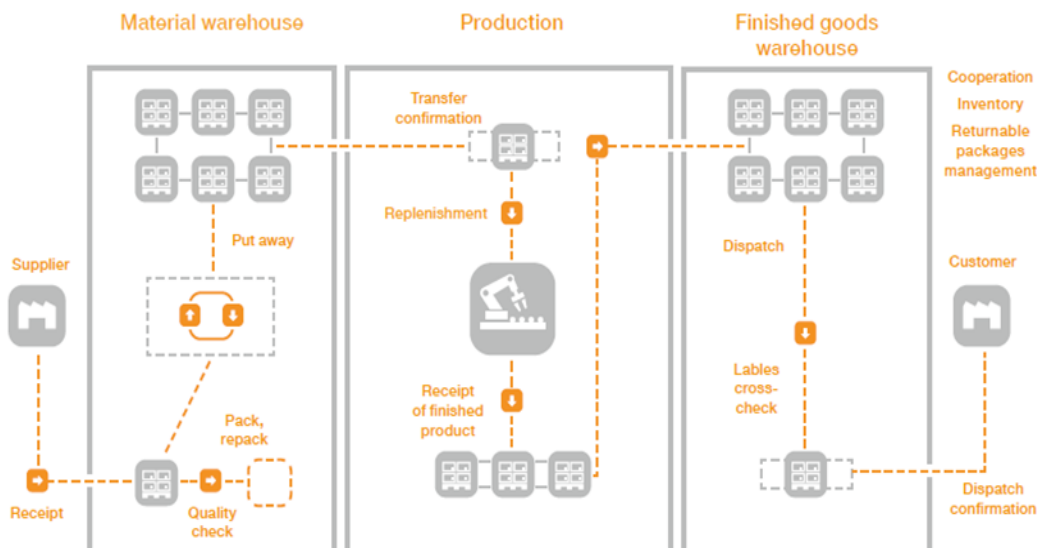 Material warehouse
Production
Finished goods
warehouse
Cooperation
Inventory
Returnable
packages
management
Transfer
confirmation
Replenishment
Put away
Dispatch
Supplier
Customer
Receipt
of finished
product
Lables
cross-
check
Pack,
repack
Receipt
Quality
check
Dispatch
confirmation